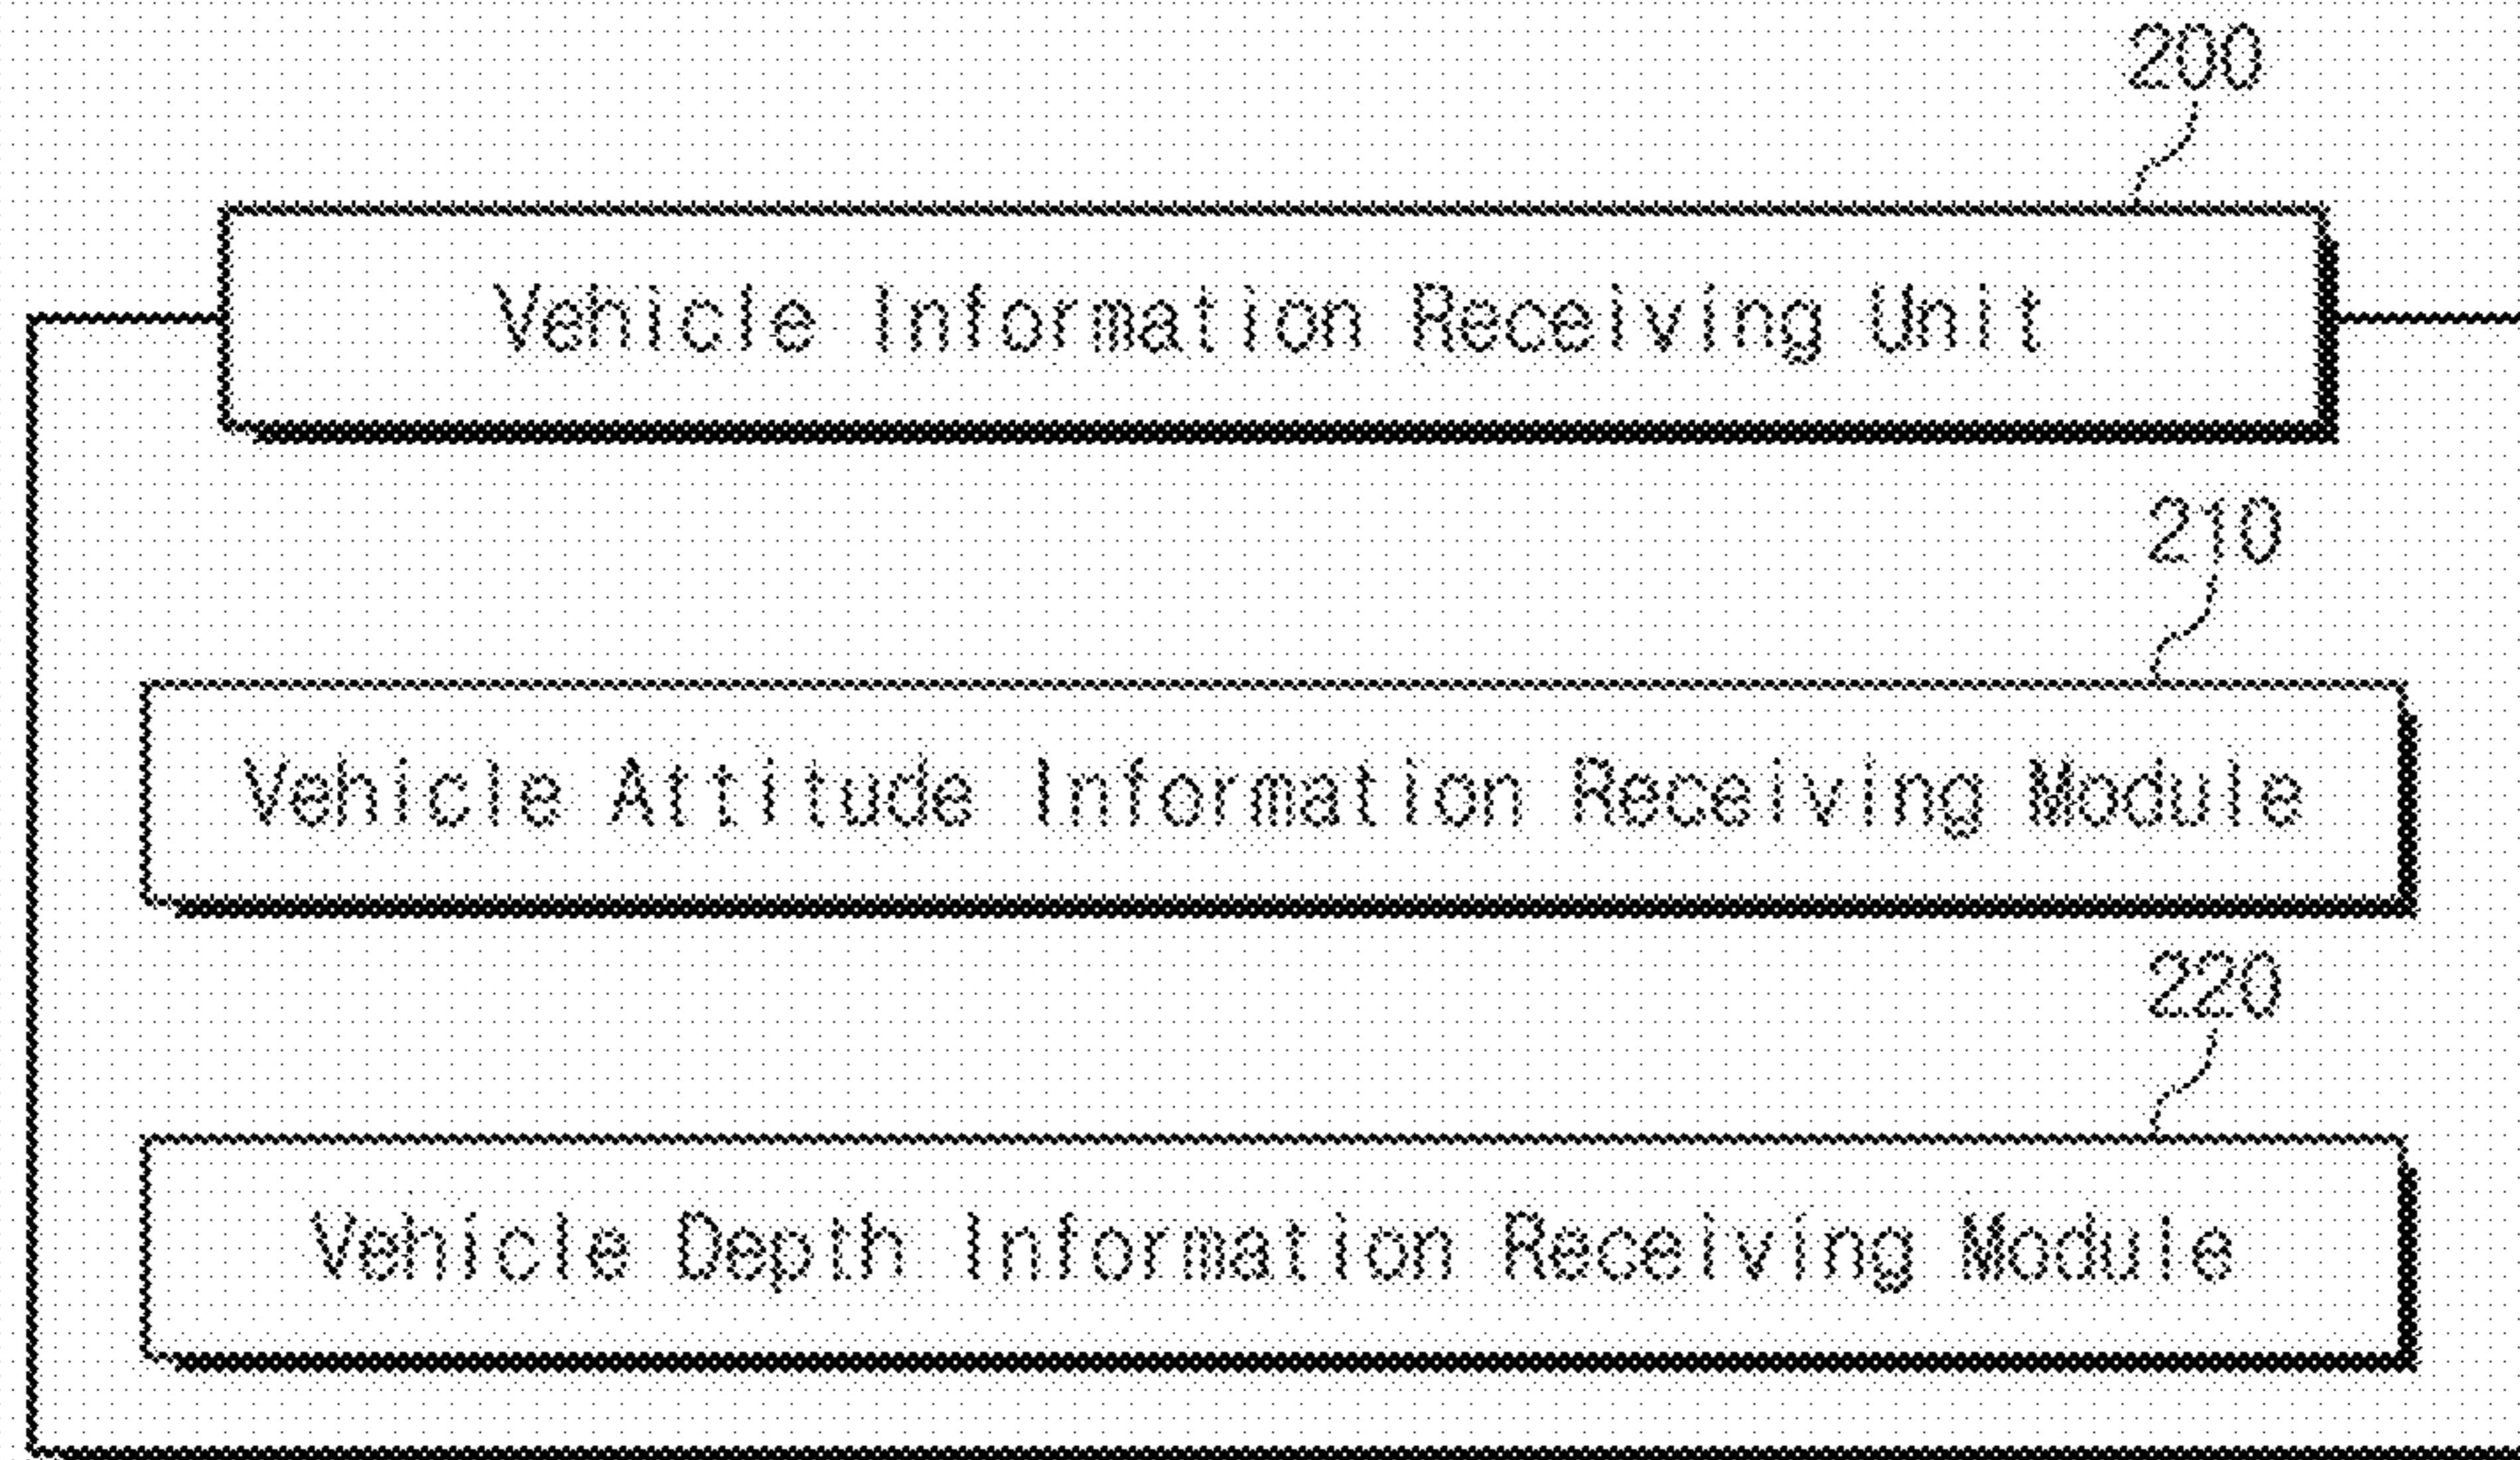 200
Vehicle Information Receiving Unit
210
Vehicle Attitude Information Receiving Module
220
Vehicle Depth Information Receiving Module